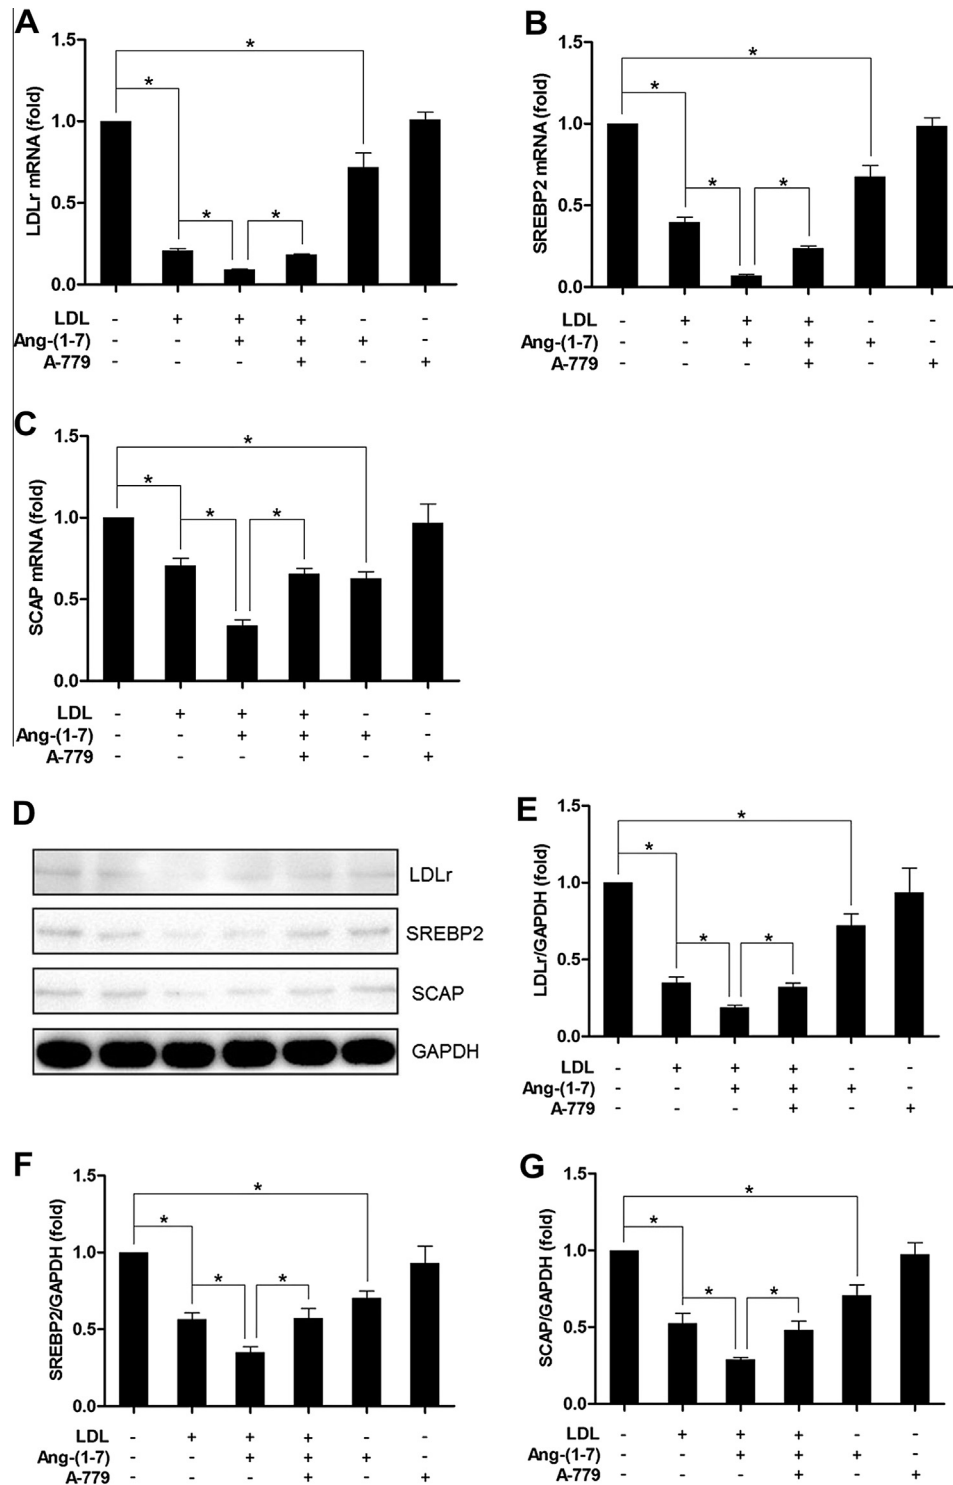 A
LDLr mRNA (fold)
1.5
1.0
0.5
0.0
* * * *
LDL - + + + - -
Ang-(1-7) - - + + + -
A-779 - - - + - +
B
SREBP2 mRNA (fold)
1.5
1.0
0.5
0.0
* * * *
LDL - + + + - -
Ang-(1-7) - - + + + -
A-779 - - - + - +
C
SCAP mRNA (fold)
1.5
1.0
0.5
0.0
* * * *
LDL - + + + - -
Ang-(1-7) - - + + + -
A-779 - - - + - +
D
LDLr
SREBP2
SCAP
GAPDH
E
LDLr/GAPDH (fold)
1.5
1.0
0.5
0.0
* * * *
LDL - + + + - -
Ang-(1-7) - - + + + -
A-779 - - - + - +
F
SREBP2/GAPDH (fold)
1.5
1.0
0.5
0.0
* * * *
LDL - + + + - -
Ang-(1-7) - - + + + -
A-779 - - - + - +
G
SCAP/GAPDH (fold)
1.5
1.0
0.5
0.0
* * * *
LDL - + + + - -
Ang-(1-7) - - + + + -
A-779 - - - + - +